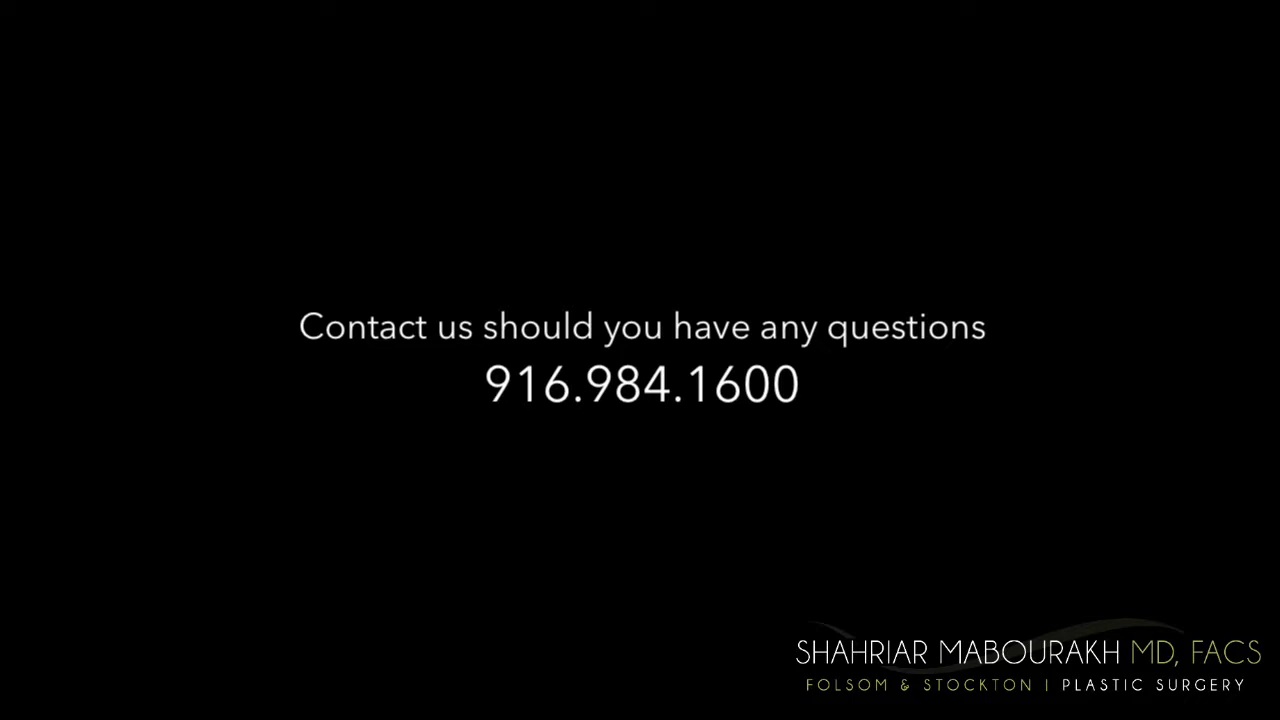 Contact us should you have any questions
916.984.1600
SHAHRIAR MABOURAKH MD, FACS
FOLSOM & STOCKTON | PLASTIC SURGERY